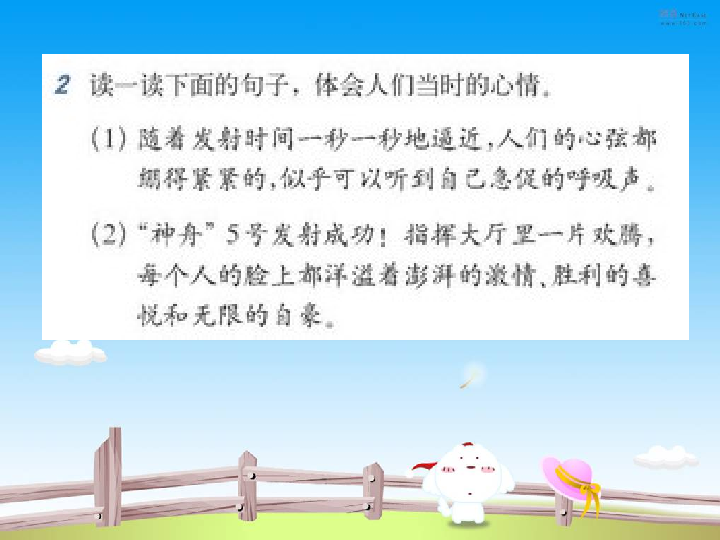 2 读一读下面的句子，体会人们当时的心情。
(1) 随着发射时间一秒一秒地逼近，人们的心弦都
绷得紧紧的，似乎可以听到自己急促的呼吸声。
(2) “神舟”5号发射成功！指挥大厅里一片欢腾，
每个人的脸上都洋溢着澎湃的激情、胜利的喜
悦和无限的自豪。